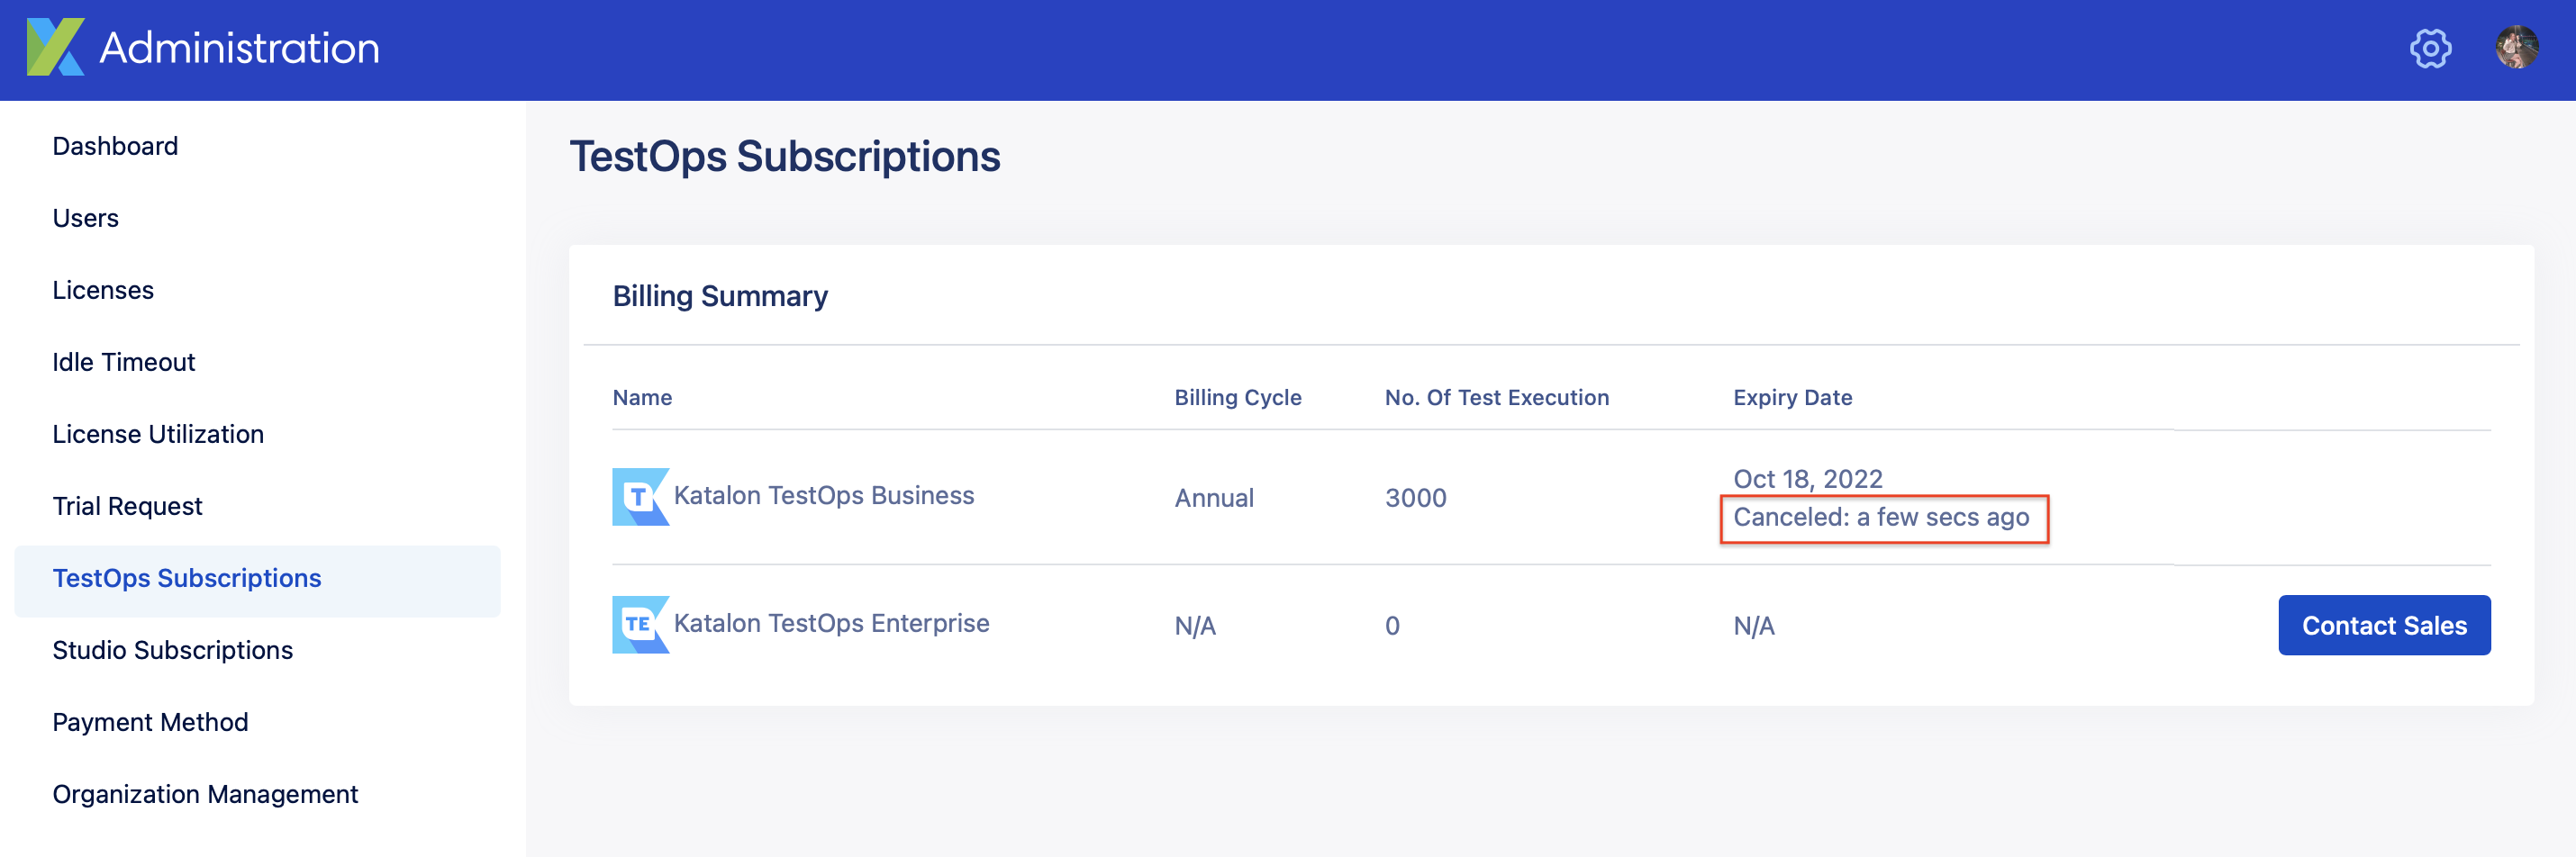 Administration
Dashboard
Users
Licenses
Idle Timeout
License Utilization
Trial Request
TestOps Subscriptions
Studio Subscriptions
Payment Method
Organization Management
TestOps Subscriptions
Billing Summary
Name Billing Cycle No. Of Test Execution Expiry Date
T Katalon TestOps Business Annual 3000 Oct 18, 2022
Canceled: a few secs ago
TE Katalon TestOps Enterprise N/A 0 N/A Contact Sales